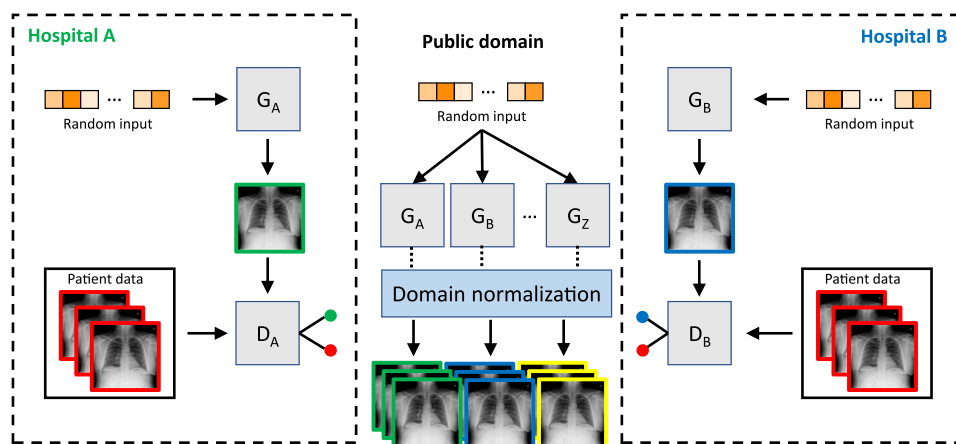 Hospital A
...
Random input
G_A
Patient data
D_A
Public domain
...
Random input
G_A
G_B
...
G_Z
Domain normalization
Hospital B
G_B
...
Random input
D_B
Patient data